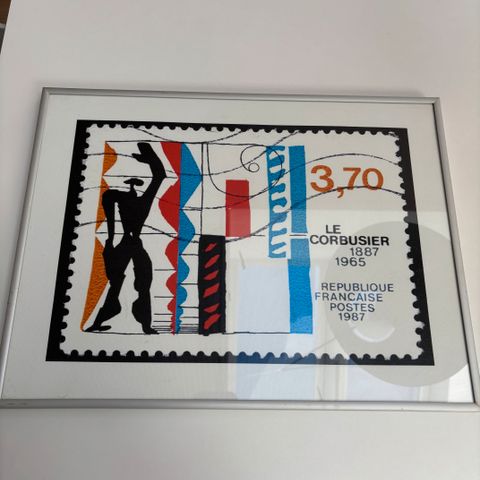 3,70
LE
CORBUSIER
1887
1965
REPUBLIQUE
FRANCAISE
POSTES
1987